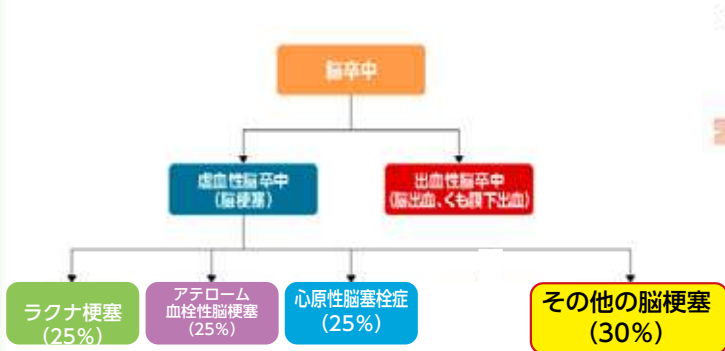 脳卒中
虚血性脳卒中
(脳梗塞)
出血性脳卒中
(脳出血、くも膜下出血)
ラクナ梗塞
(25%)
アテローム
血栓性脳梗塞
(25%)
心原性脳塞栓症
(25%)
その他の脳梗塞
(30%)